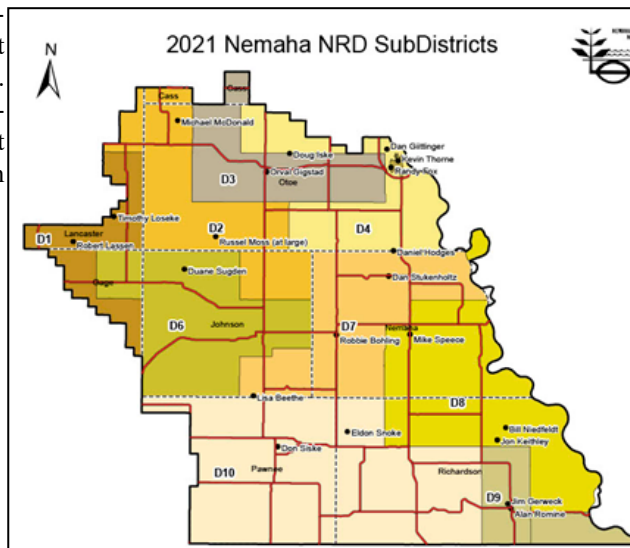 N
2021 Nemaha NRD SubDistricts
Cass
Cass
Michael McDonald
Doug Iske
Dan Gittinger
Kevin Thorne
Randy Fox
Orval Gigstad
Otoe
D3
Timothy Loseke
D1
Lancaster
Robert Lassen
D2
Russel Moss (at large)
D4
Daniel Hodges
Duane Sugden
Dan Stukenholtz
Gage
D6
Johnson
D7
Nemaha
Robbie Bohling
Mike Speece
Lisa Beethe
D8
Eldon Snoke
Bill Niedfeldt
Jon Keithley
Don Siske
D10
Pawnee
Richardson
D9
Jim Gerweck
Alan Romine